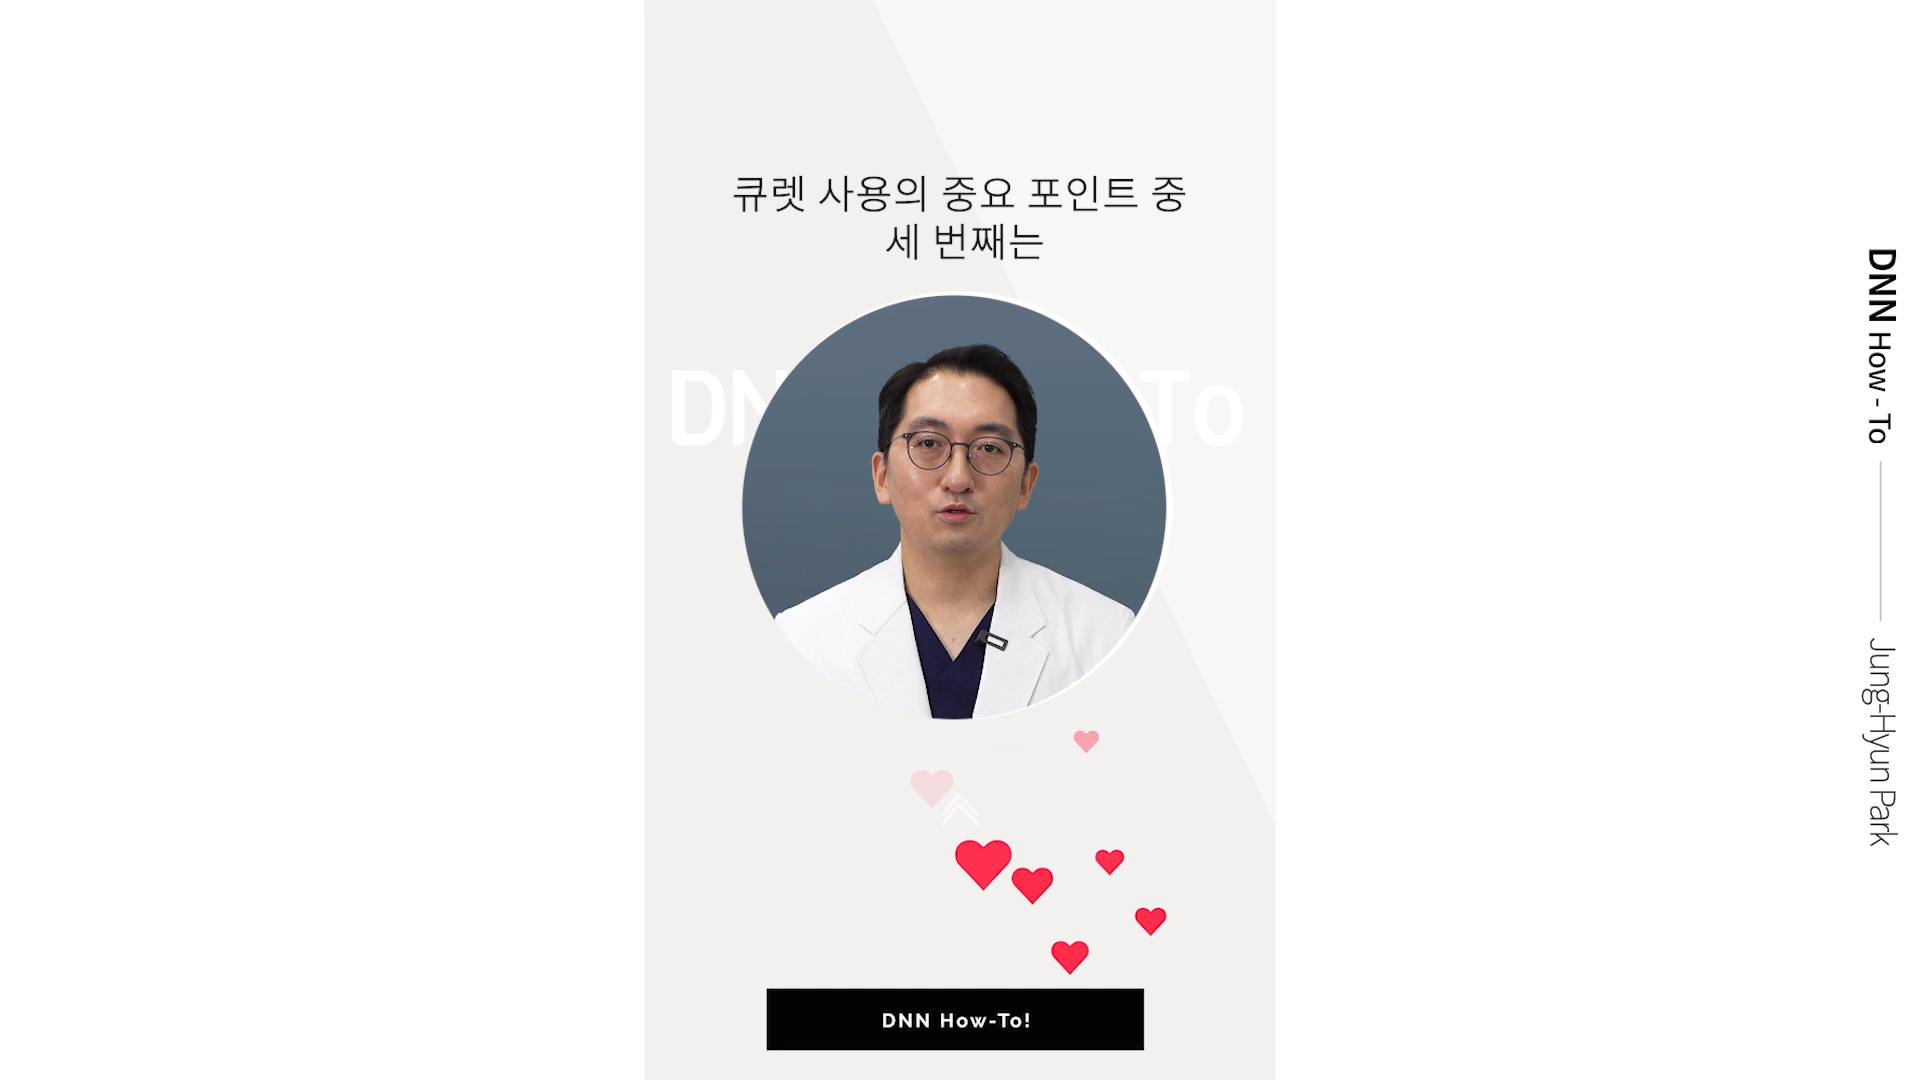 큐렛 사용의 중요 포인트 중
세 번째는
DNN How-To!
DNN How - To
Jung-Hyun Park